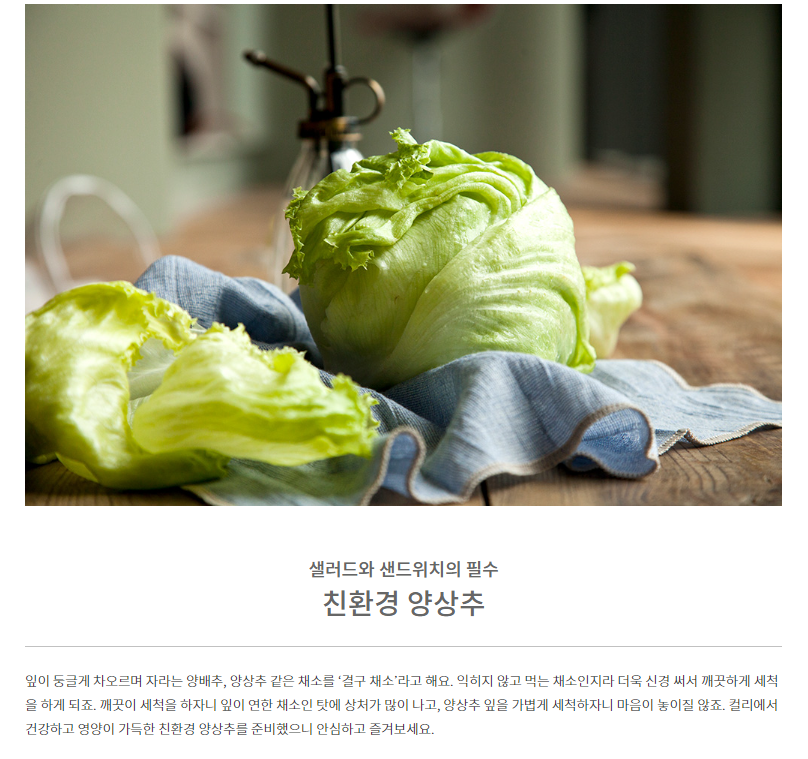 샐러드와 샌드위치의 필수
친환경 양상추
잎이 둥글게 차오르며 자라는 양배추, 양상추 같은 채소를 ‘결구 채소’라고 해요. 익히지 않고 먹는 채소인지라 더욱 신경 써서 깨끗하게 세척
을 하게 되죠. 깨끗이 세척을 하자니 잎이 연한 채소인 탓에 상처가 많이 나고, 양상추 잎을 가볍게 세척하자니 마음이 놓이질 않죠. 컬리에서
건강하고 영양이 가득한 친환경 양상추를 준비했으니 안심하고 즐겨보세요.